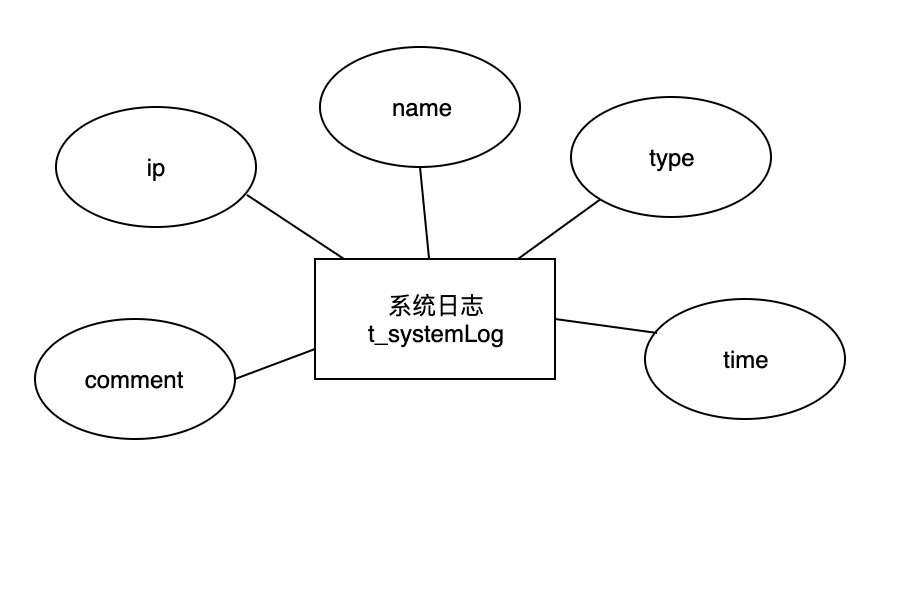 name
type
ip
系统日志
t_systemLog
time
comment